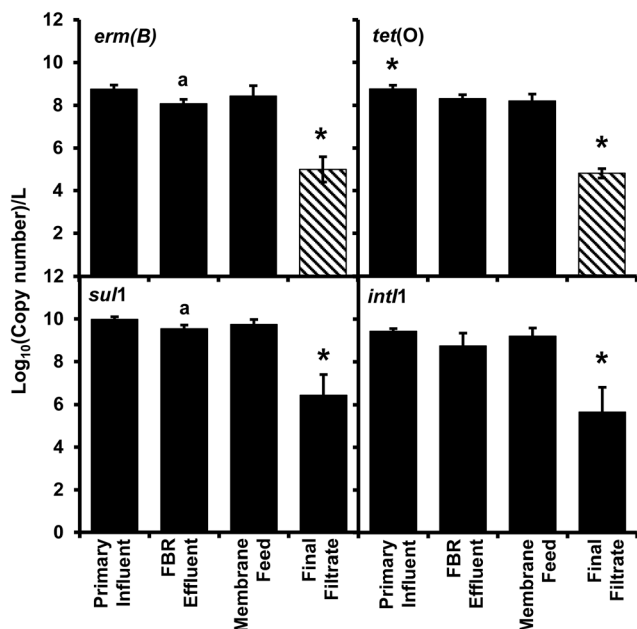 Log10(Copy number)/L
12
10
8
6
4
2
12
10
8
6
4
2
0
erm(B)
a
*
tet(O)
*
*
sul1
a
*
intI1
*
Primary
Influent
FBR
Effluent
Membrane
Feed
Final
Filtrate
Primary
Influent
FBR
Effluent
Membrane
Feed
Final
Filtrate